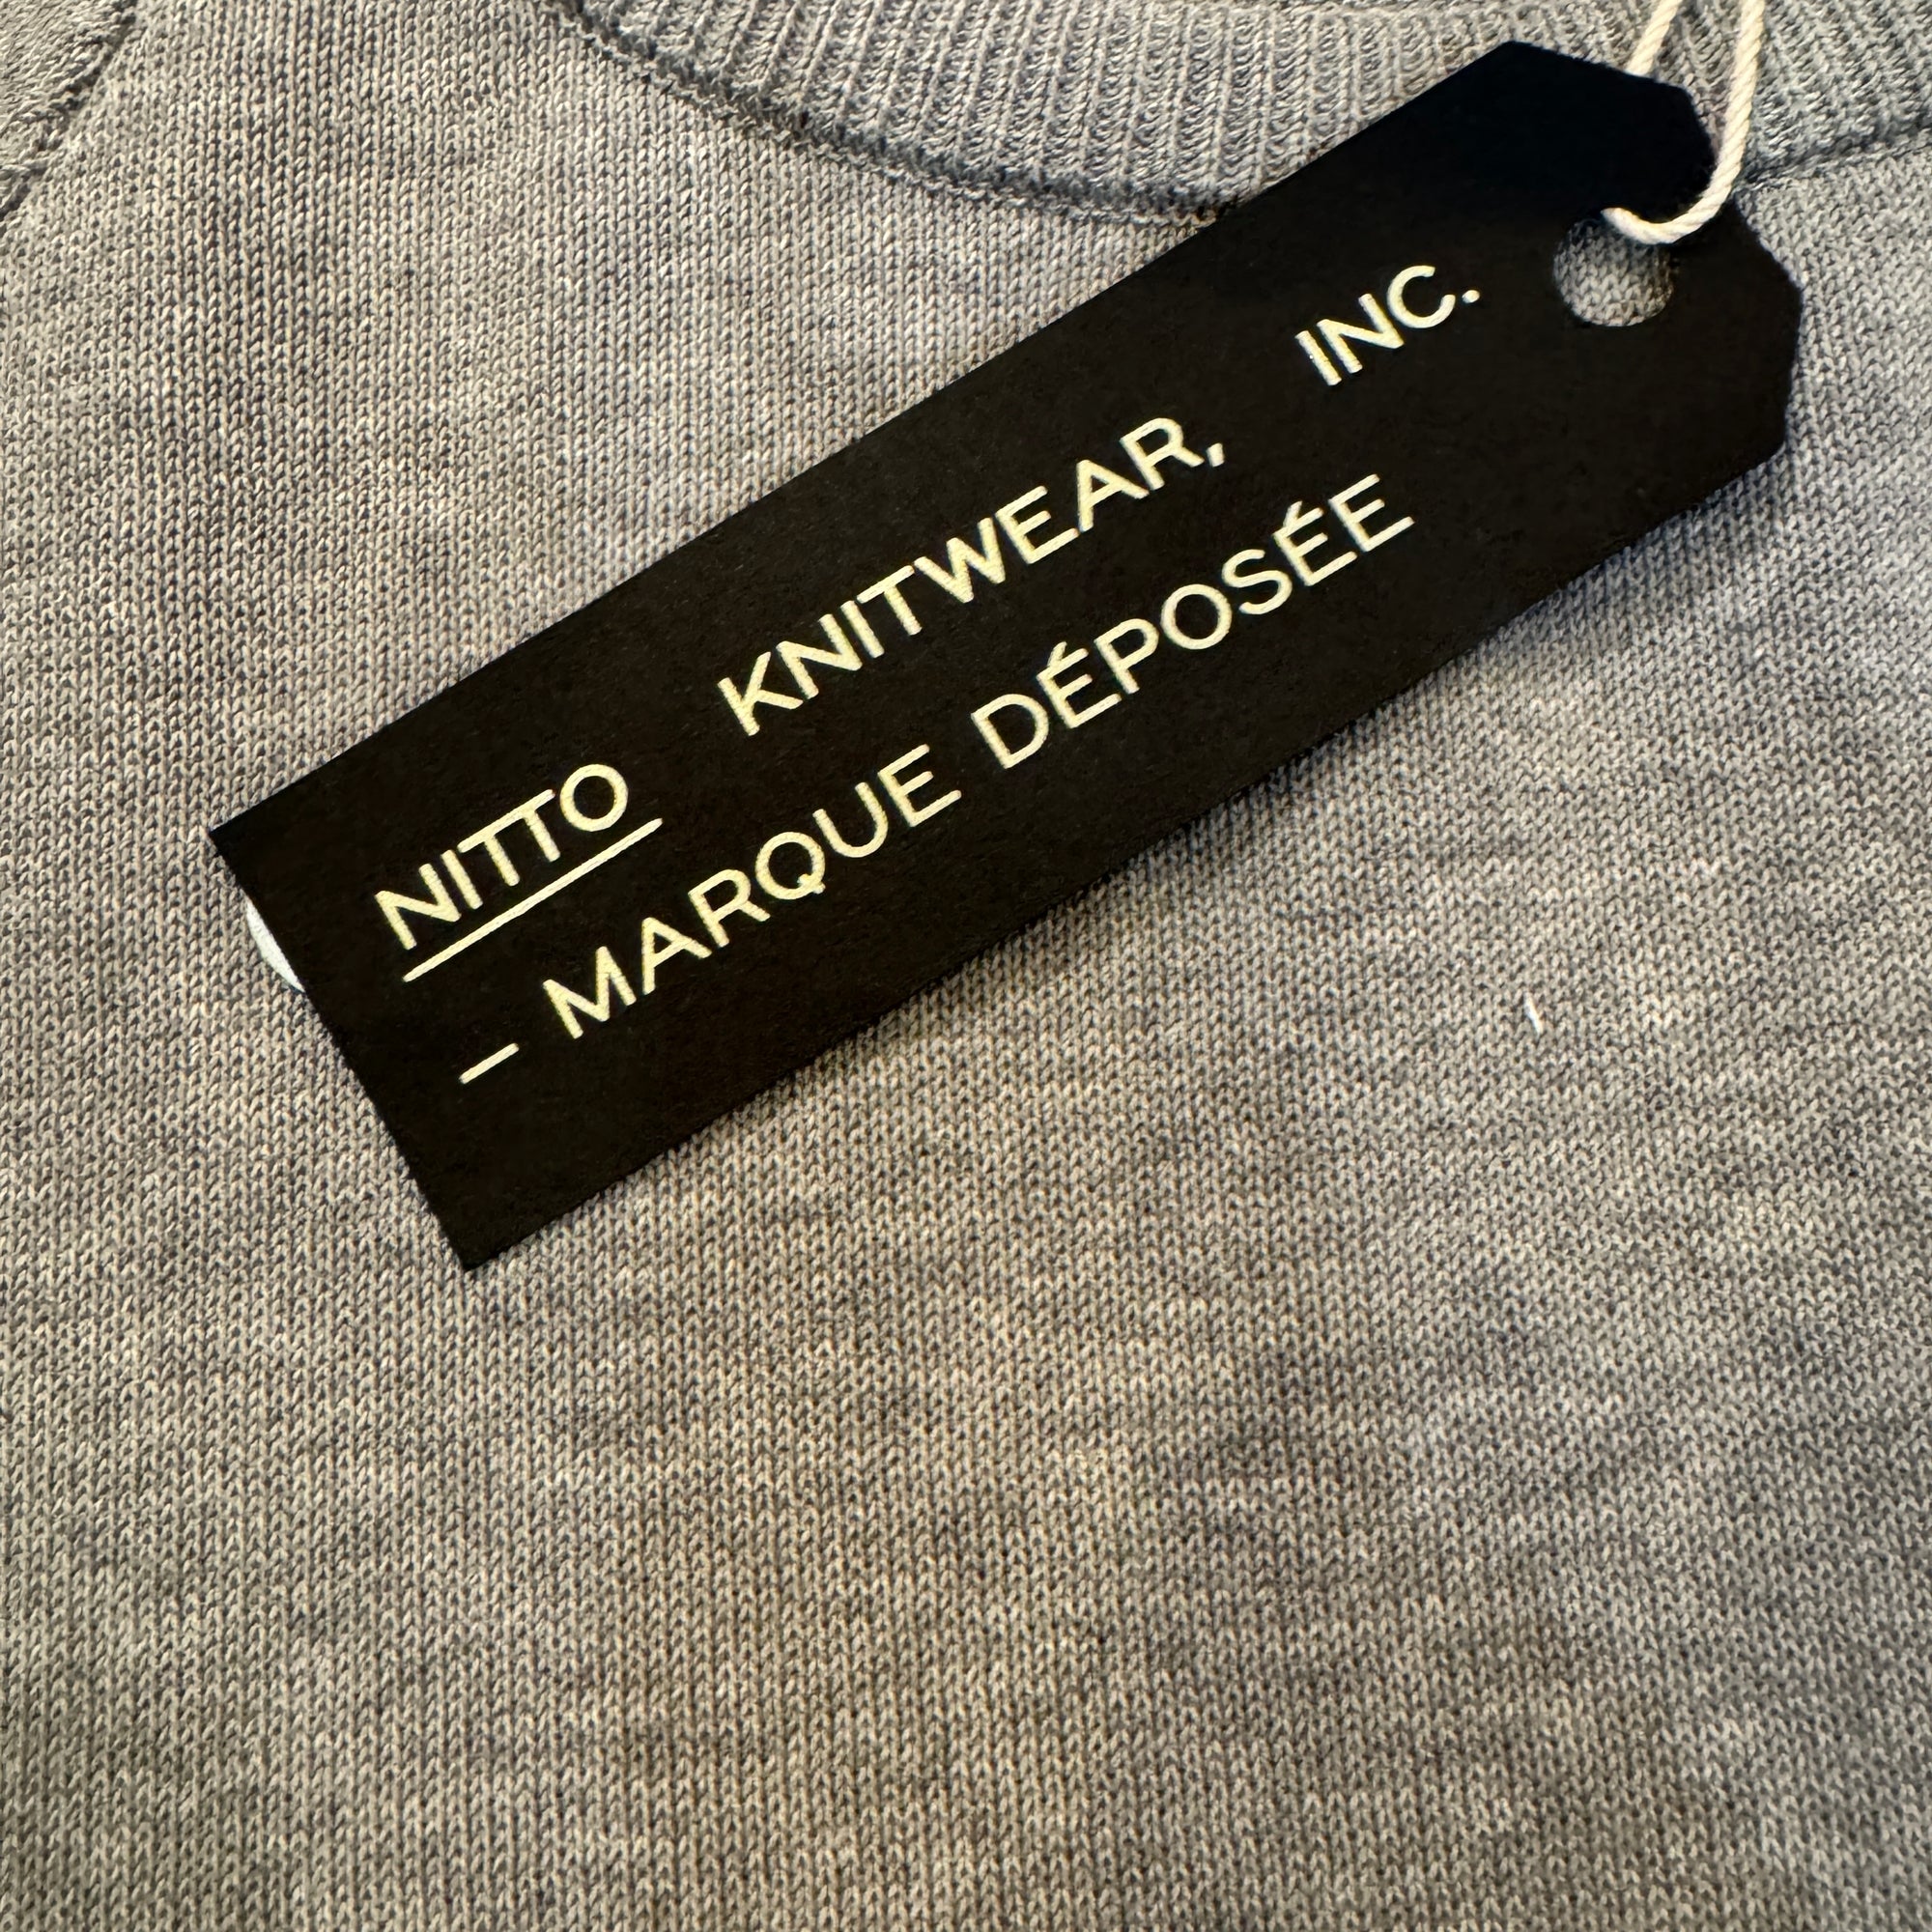 NITTO KNITWEAR, INC.
– MARQUE DÉPOSÉE